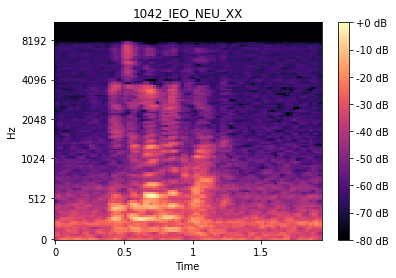 1042_IEO_NEU_XX
8192
4096
2048
1024
512
0
Hz
0
0.5
1
1.5
Time
+0 dB
-10 dB
-20 dB
-30 dB
-40 dB
-50 dB
-60 dB
-70 dB
-80 dB